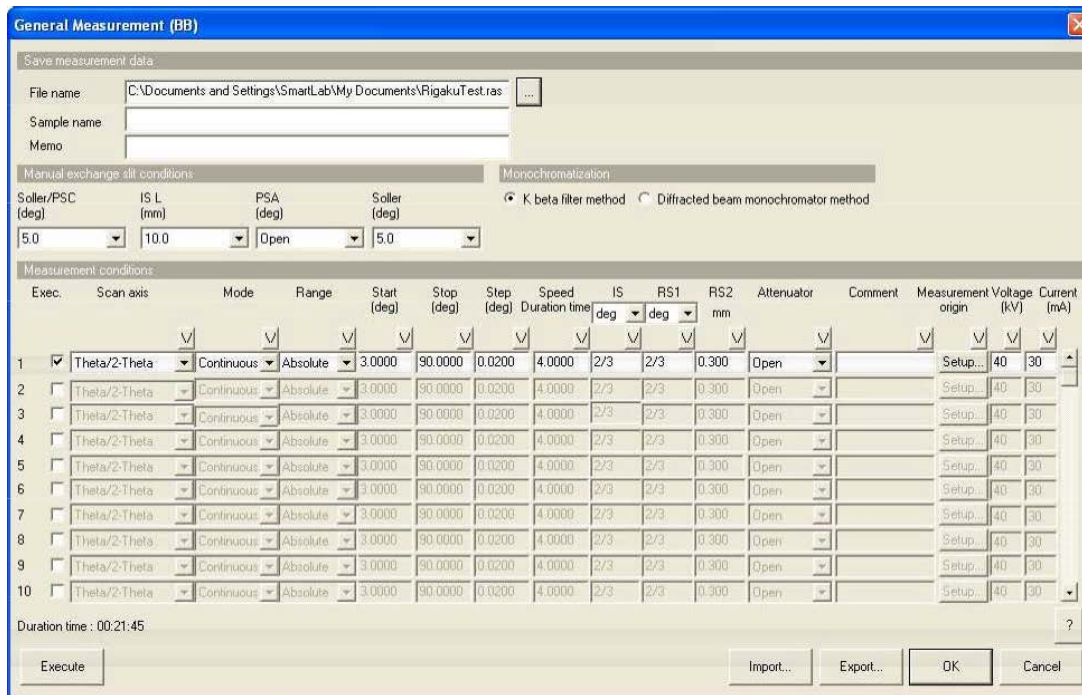 General Measurement (BB)
Save measurement data
File name C:\Documents and Settings\SmartLab\My Documents\RigakuTest.ras ...
Sample name
Memo
Manual exchange slit conditions Monochromatization
Soller/PSC (deg) IS L (mm) PSA (deg) Soller (deg)
K beta filter method Diffracted beam monochromator method
5.0 10.0 Open 5.0
Measurement conditions
Exec. Scan axis Mode Range Start (deg) Stop (deg) Step (deg) Speed Duration time IS deg RS1 deg RS2 mm Attenuator Comment Measurement origin Voltage (kV) Current (mA)
\/ \/ \/ \/ \/ \/ \/ \/ \/ \/ \/ \/ \/ \/ \/
1 Theta/2-Theta Continuous Absolute 3.0000 90.0000 0.0200 4.0000 2/3 2/3 0.300 Open Setup... 40 30
2 Theta/2-Theta Continuous Absolute 3.0000 90.0000 0.0200 4.0000 2/3 2/3 0.300 Open Setup... 40 30
3 Theta/2-Theta Continuous Absolute 3.0000 90.0000 0.0200 4.0000 2/3 2/3 0.300 Open Setup... 40 30
4 Theta/2-Theta Continuous Absolute 3.0000 90.0000 0.0200 4.0000 2/3 2/3 0.300 Open Setup... 40 30
5 Theta/2-Theta Continuous Absolute 3.0000 90.0000 0.0200 4.0000 2/3 2/3 0.300 Open Setup... 40 30
6 Theta/2-Theta Continuous Absolute 3.0000 90.0000 0.0200 4.0000 2/3 2/3 0.300 Open Setup... 40 30
7 Theta/2-Theta Continuous Absolute 3.0000 90.0000 0.0200 4.0000 2/3 2/3 0.300 Open Setup... 40 30
8 Theta/2-Theta Continuous Absolute 3.0000 90.0000 0.0200 4.0000 2/3 2/3 0.300 Open Setup... 40 30
9 Theta/2-Theta Continuous Absolute 3.0000 90.0000 0.0200 4.0000 2/3 2/3 0.300 Open Setup... 40 30
10 Theta/2-Theta Continuous Absolute 3.0000 90.0000 0.0200 4.0000 2/3 2/3 0.300 Open Setup... 40 30
Duration time : 00:21:45 ?
Execute Import... Export... OK Cancel